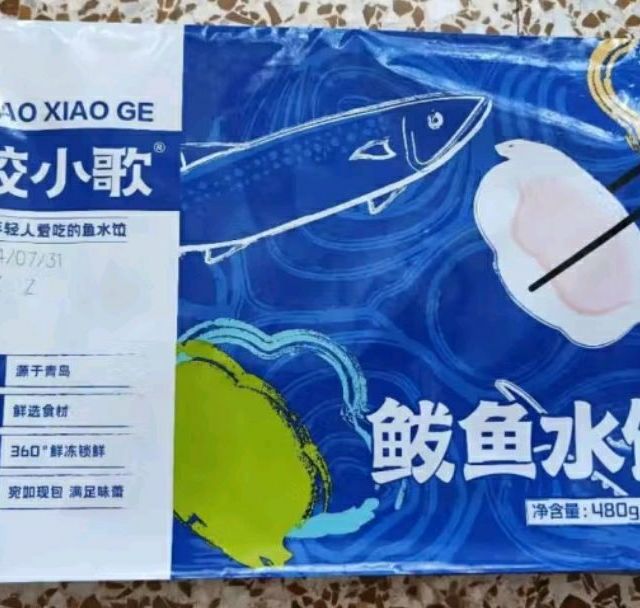 AO XIAO GE
饺小歌®
年轻人爱吃的鱼水饺
4/07/31
Z
源于青岛
鲜选食材
360°鲜冻锁鲜
宛如现包 满足味蕾
鲅鱼水饺
净含量:480g